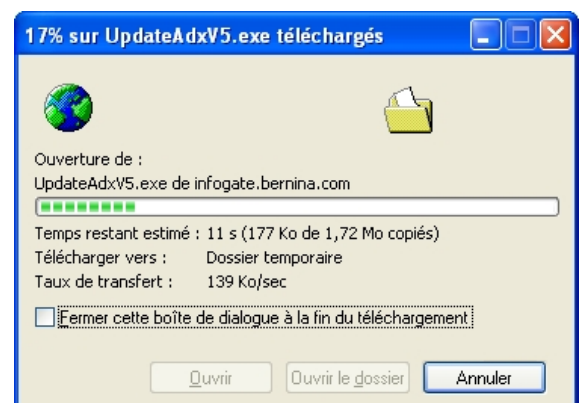 17% sur UpdateAdxV5.exe téléchargés
Ouverture de :
UpdateAdxV5.exe de infogate.bernina.com
Temps restant estimé : 11 s (177 Ko de 1,72 Mo copiés)
Télécharger vers : Dossier temporaire
Taux de transfert : 139 Ko/sec
Fermer cette boîte de dialogue à la fin du téléchargement
Ouvrir Ouvrir le dossier Annuler